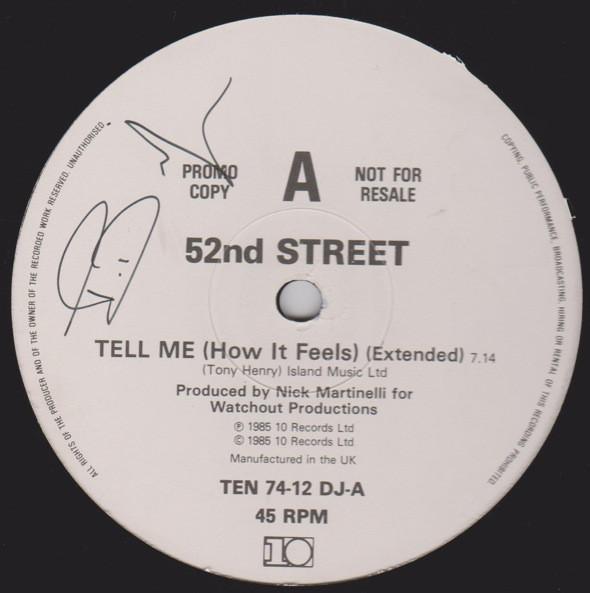 PROMO COPY
A
NOT FOR RESALE
52nd STREET
TELL ME (How It Feels) (Extended) 7.14
(Tony Henry) Island Music Ltd
Produced by Nick Martinelli for
Watchout Productions
℗ 1985 10 Records Ltd
© 1985 10 Records Ltd
Manufactured in the UK
TEN 74-12 DJ-A
45 RPM
10
ALL RIGHTS OF THE PRODUCER AND OF THE OWNER OF THE RECORDED WORK RESERVED. UNAUTHORISED.
COPYING, PUBLIC PERFORMANCE, BROADCASTING, HIRING OR RENTAL OF THIS RECORDING PROHIBITED.